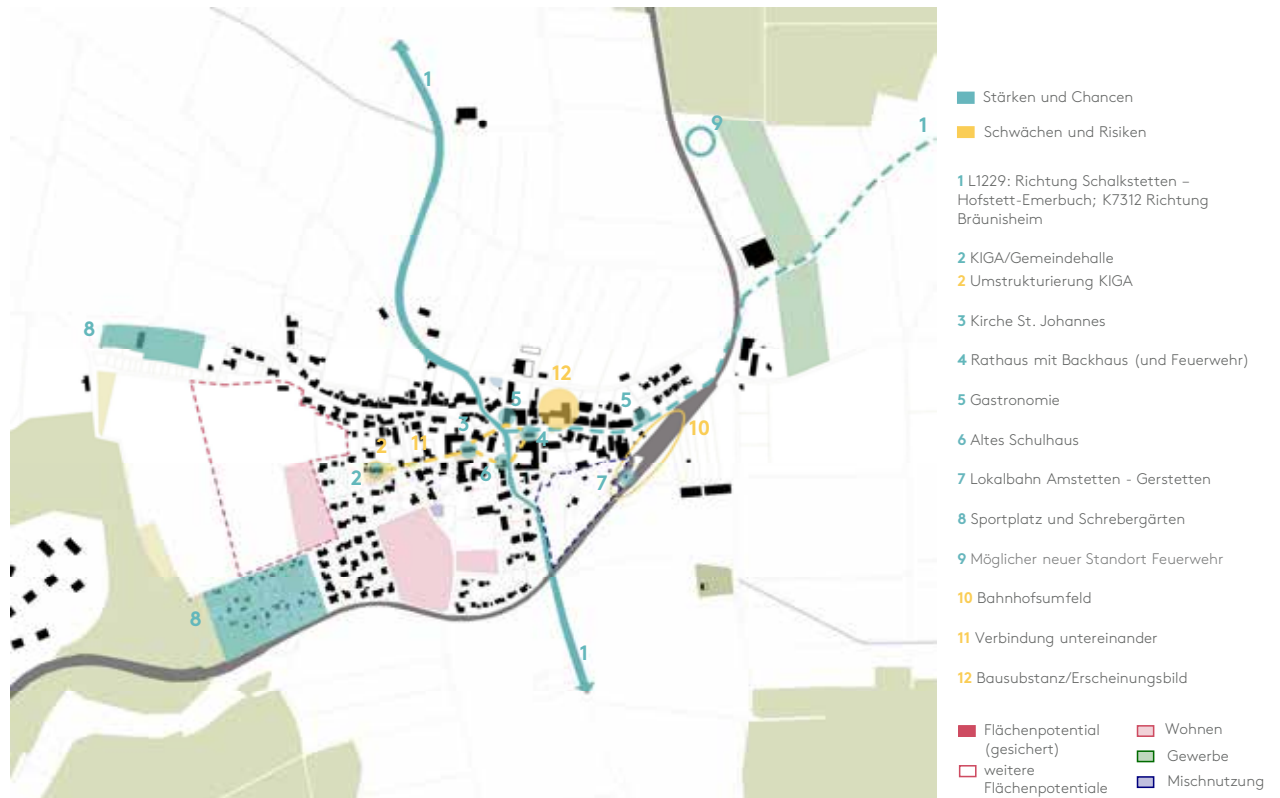 1
9
1
8
12
5
5
3
4
10
2
11
2
6
7
8
1
Stärken und Chancen
Schwächen und Risiken
1 L1229: Richtung Schalkstetten –
Hofstett-Emerbuch; K7312 Richtung
Bräunisheim
2 KIGA/Gemeindehalle
2 Umstrukturierung KIGA
3 Kirche St. Johannes
4 Rathaus mit Backhaus (und Feuerwehr)
5 Gastronomie
6 Altes Schulhaus
7 Lokalbahn Amstetten - Gerstetten
8 Sportplatz und Schrebergärten
9 Möglicher neuer Standort Feuerwehr
10 Bahnhofsumfeld
11 Verbindung untereinander
12 Bausubstanz/Erscheinungsbild
Flächenpotential
(gesichert)
weitere
Flächenpotentiale
Wohnen
Gewerbe
Mischnutzung